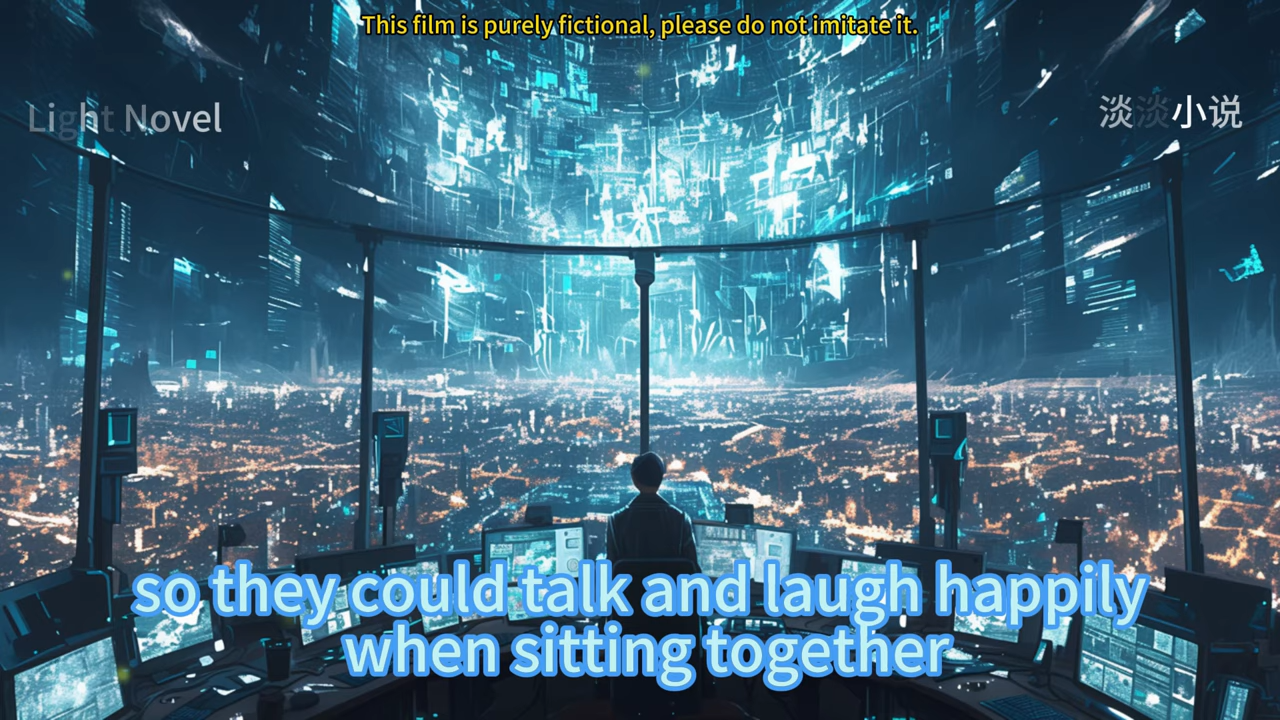 This film is purely fictional, please do not imitate it.
Light Novel
淡淡小说
so they could talk and laugh happily
when sitting together